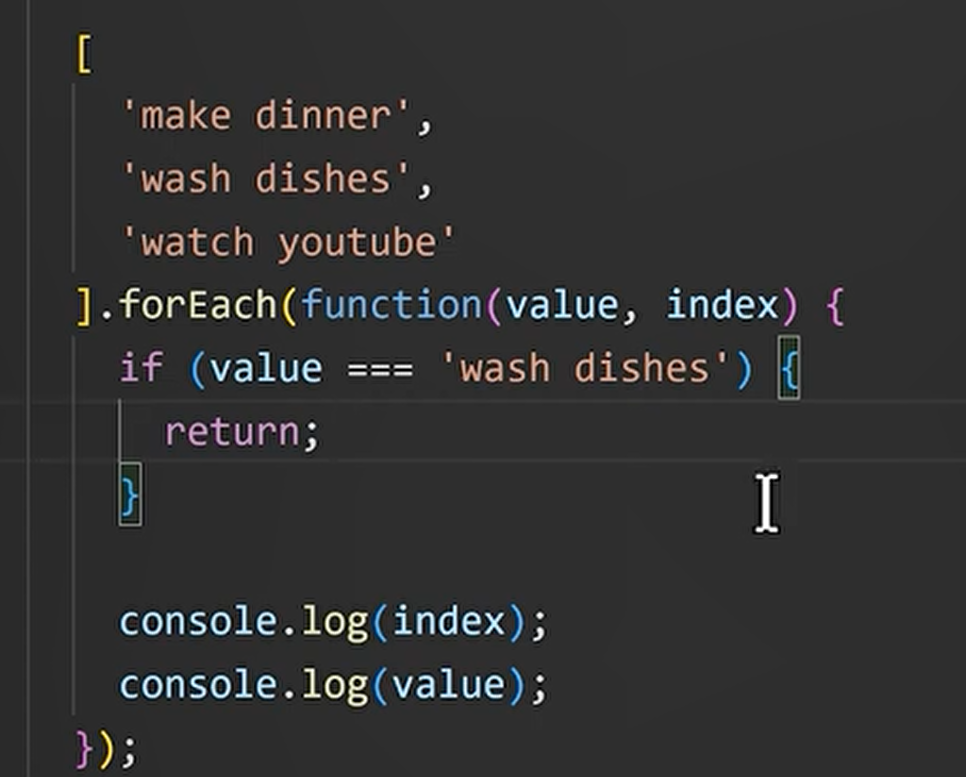 [
  'make dinner',
  'wash dishes',
  'watch youtube'
].forEach(function(value, index) {
  if (value === 'wash dishes') {
    return;
  }

  console.log(index);
  console.log(value);
});